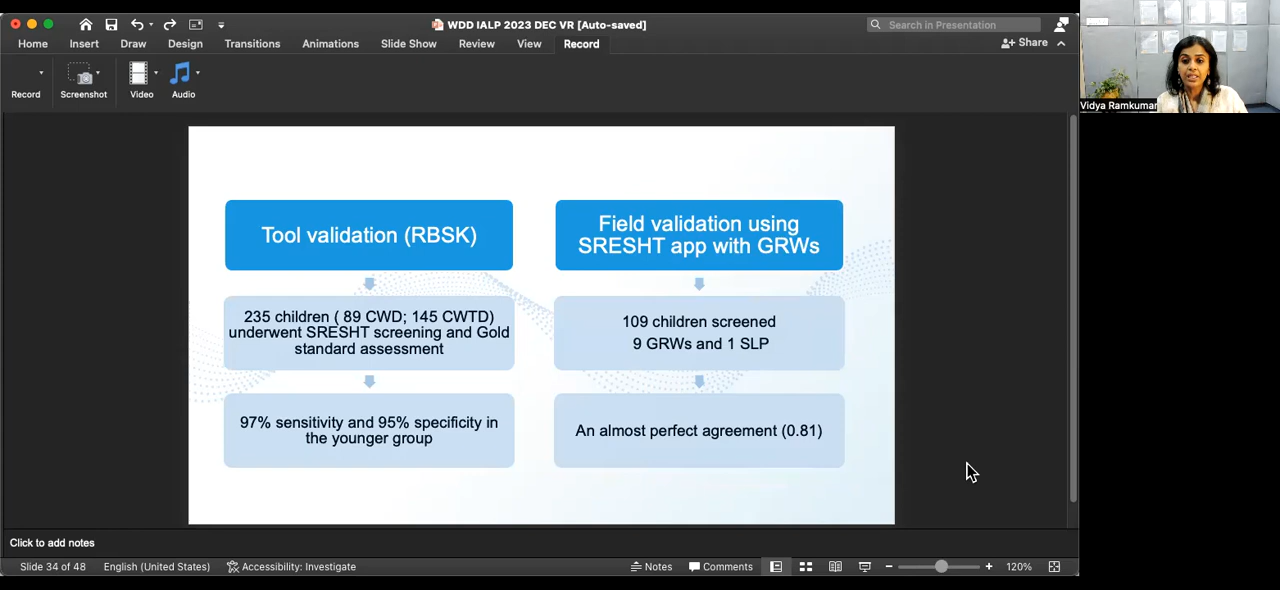 WDD IALP 2023 DEC VR [Auto-saved]
Search in Presentation
Home Insert Draw Design Transitions Animations Slide Show Review View Record
Share
Record Screenshot Video Audio
Vidya Ramkumar
Tool validation (RBSK)
235 children ( 89 CWD; 145 CWTD)
underwent SRESHT screening and Gold
standard assessment
97% sensitivity and 95% specificity in
the younger group
Field validation using
SRESHT app with GRWs
109 children screened
9 GRWs and 1 SLP
An almost perfect agreement (0.81)
Click to add notes
Slide 34 of 48 English (United States) Accessibility: Investigate Notes Comments 120%